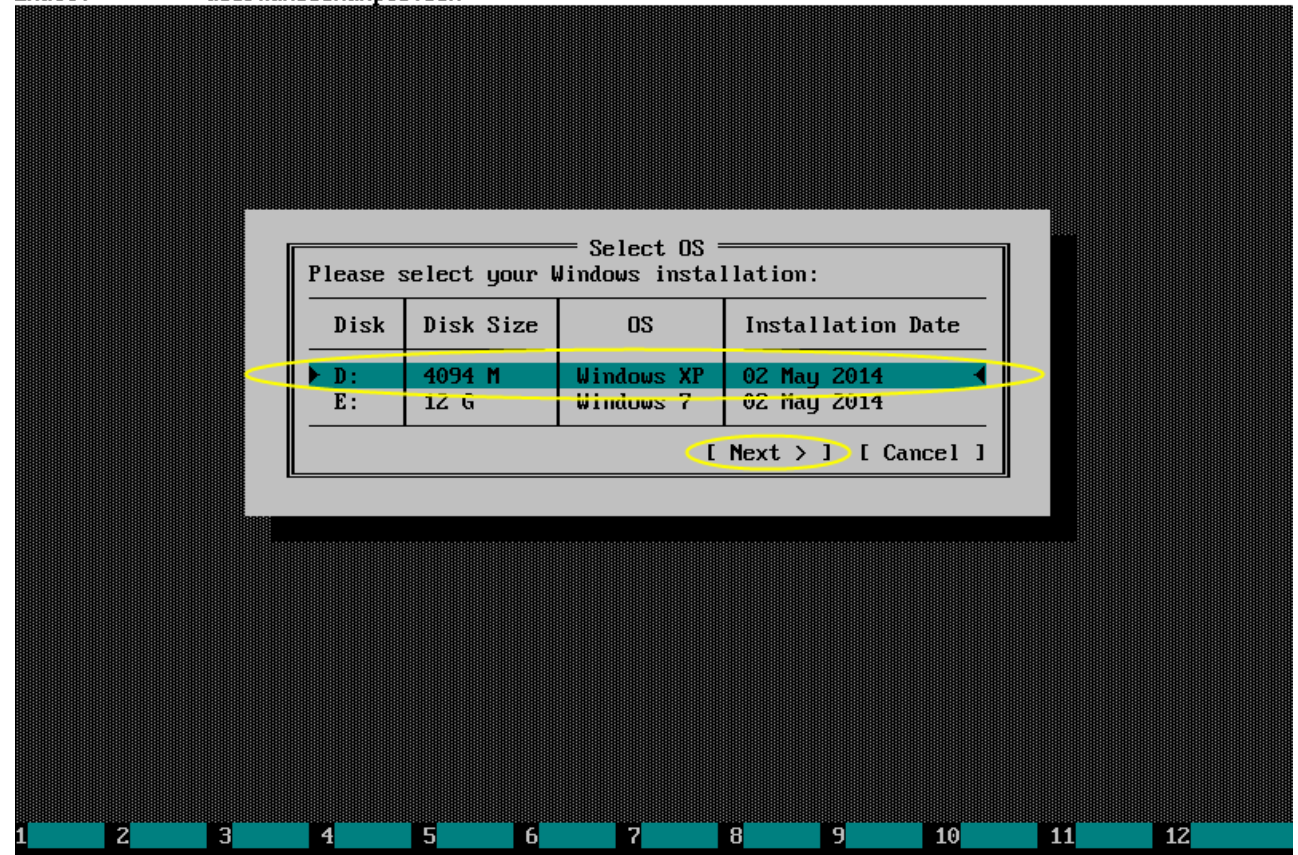 Select OS
Please select your Windows installation:
Disk Disk Size OS Installation Date
D: 4094 M Windows XP 02 May 2014
E: 12 G Windows 7 02 May 2014
[ Next > ] [ Cancel ]
1 2 3 4 5 6 7 8 9 10 11 12